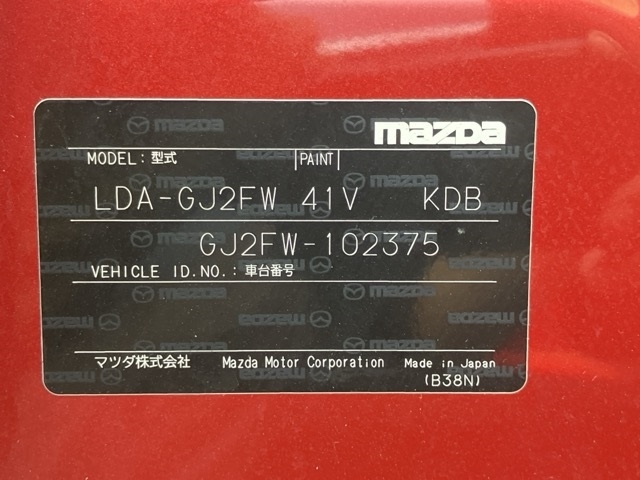 mazda
MODEL: 型式 PAINT
LDA-GJ2FW 41V KDB
GJ2FW-102375
VEHICLE ID.NO.: 車台番号
マツダ株式会社 Mazda Motor Corporation Made in Japan
(B38N)